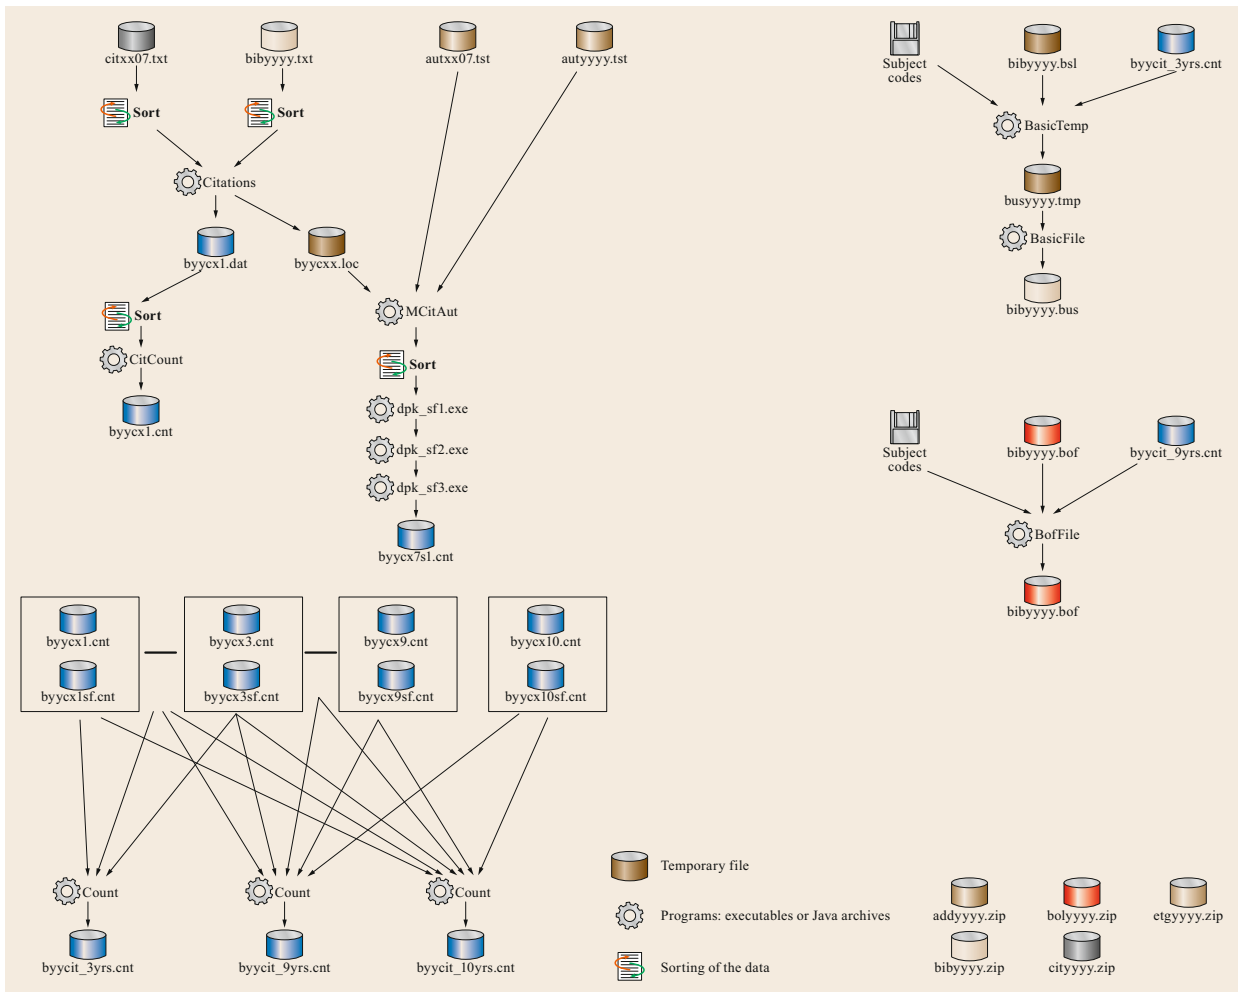 citxx07.txt
bibyyyy.txt
autxx07.tst
autyyyy.tst
Sort
Sort
Citations
byycx1.dat
byycxx.loc
Sort
MCitAut
CitCount
Sort
byycx1.cnt
dpk_sf1.exe
dpk_sf2.exe
dpk_sf3.exe
byycx7s1.cnt
Subject
codes
bibyyyy.bsl
byycit_3yrs.cnt
BasicTemp
busyyyy.tmp
BasicFile
bibyyyy.bus
Subject
codes
bibyyyy.bof
byycit_9yrs.cnt
BofFile
bibyyyy.bof
byycx1.cnt
byycx3.cnt
byycx9.cnt
byycx10.cnt
byycx1sf.cnt
byycx3sf.cnt
byycx9sf.cnt
byycx10sf.cnt
Count
Count
Count
byycit_3yrs.cnt
byycit_9yrs.cnt
byycit_10yrs.cnt
Temporary file
Programs: executables or Java archives
Sorting of the data
addyyyy.zip
bolyyyy.zip
etgyyyy.zip
bibyyyy.zip
cityyyy.zip